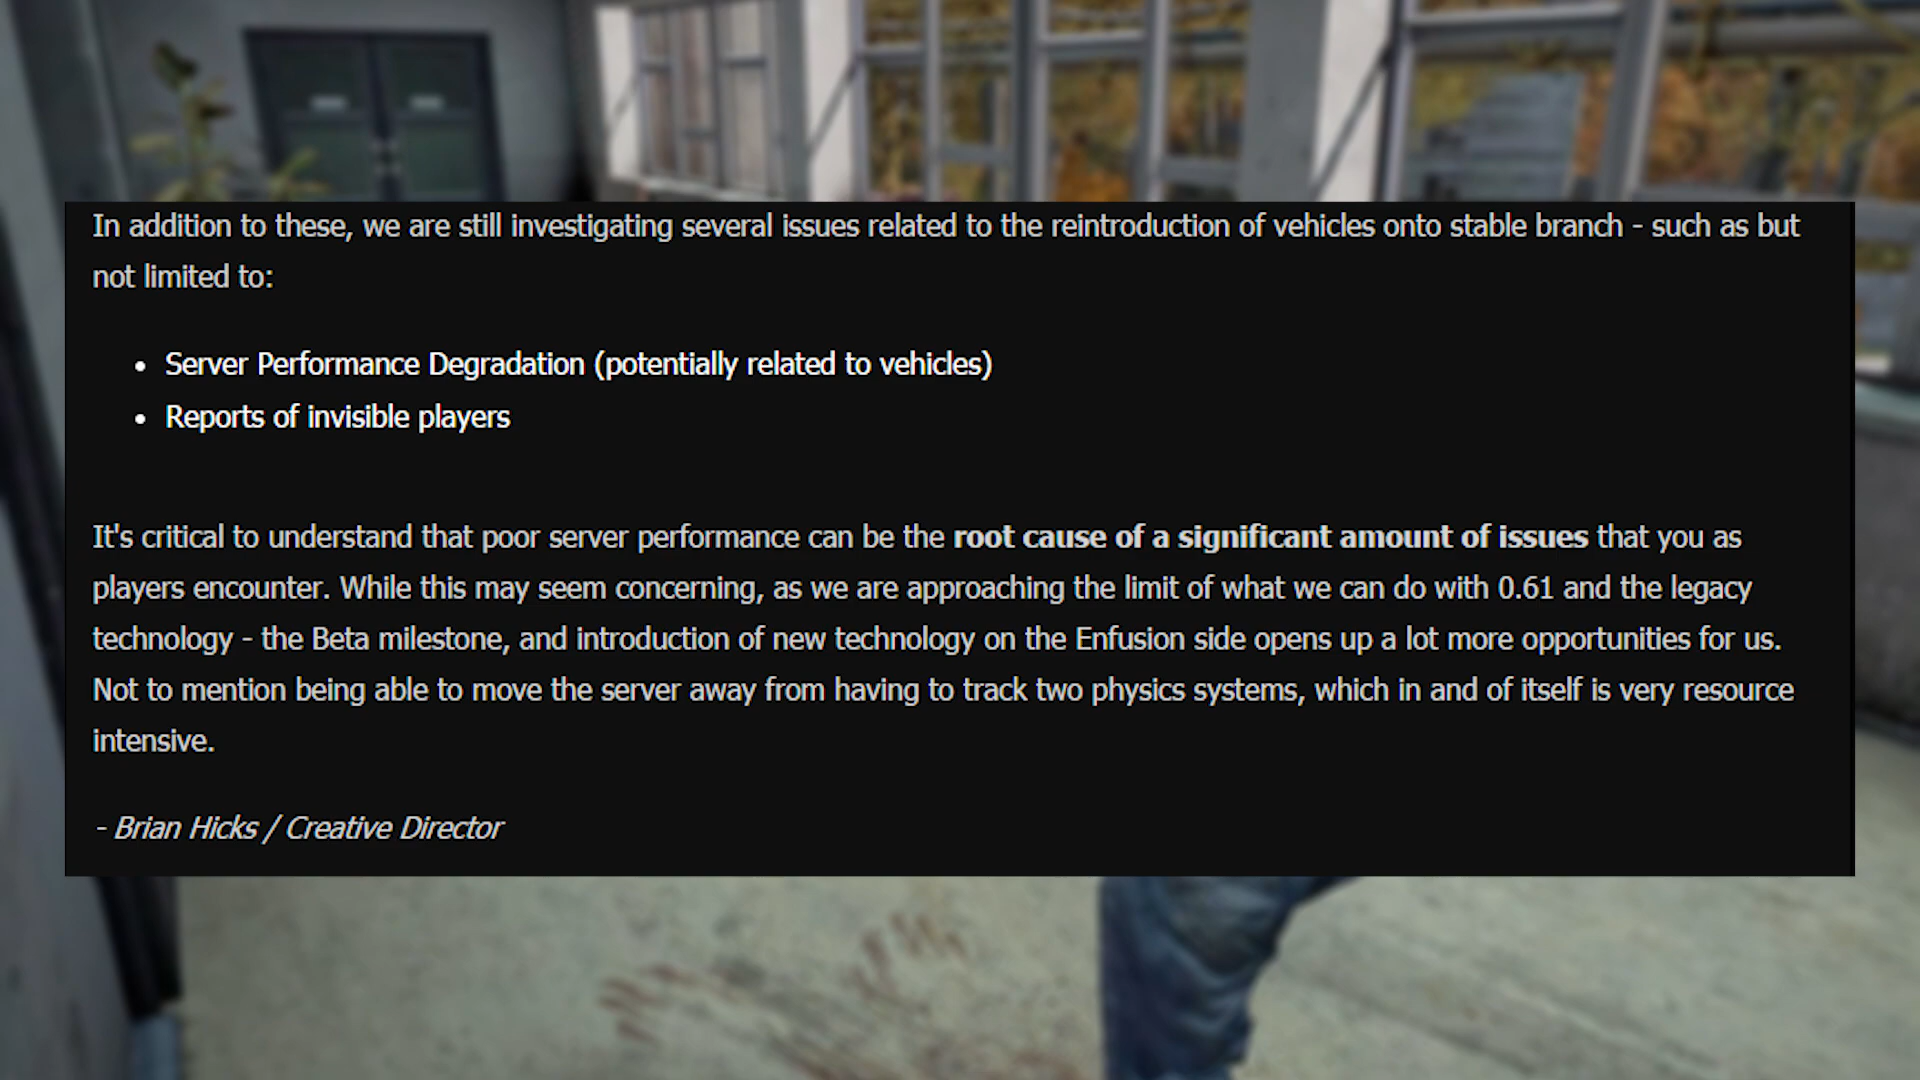 In addition to these, we are still investigating several issues related to the reintroduction of vehicles onto stable branch - such as but
not limited to:
• Server Performance Degradation (potentially related to vehicles)
• Reports of invisible players
It's critical to understand that poor server performance can be the root cause of a significant amount of issues that you as
players encounter. While this may seem concerning, as we are approaching the limit of what we can do with 0.61 and the legacy
technology - the Beta milestone, and introduction of new technology on the Enfusion side opens up a lot more opportunities for us.
Not to mention being able to move the server away from having to track two physics systems, which in and of itself is very resource
intensive.
- Brian Hicks / Creative Director